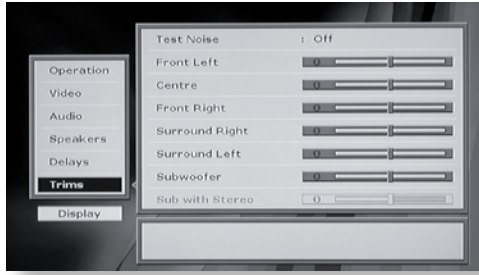 Operation
Video
Audio
Speakers
Delays
Trims
Display
Test Noise : Off
Front Left 0
Centre 0
Front Right 0
Surround Right 0
Surround Left 0
Subwoofer 0
Sub with Stereo 0